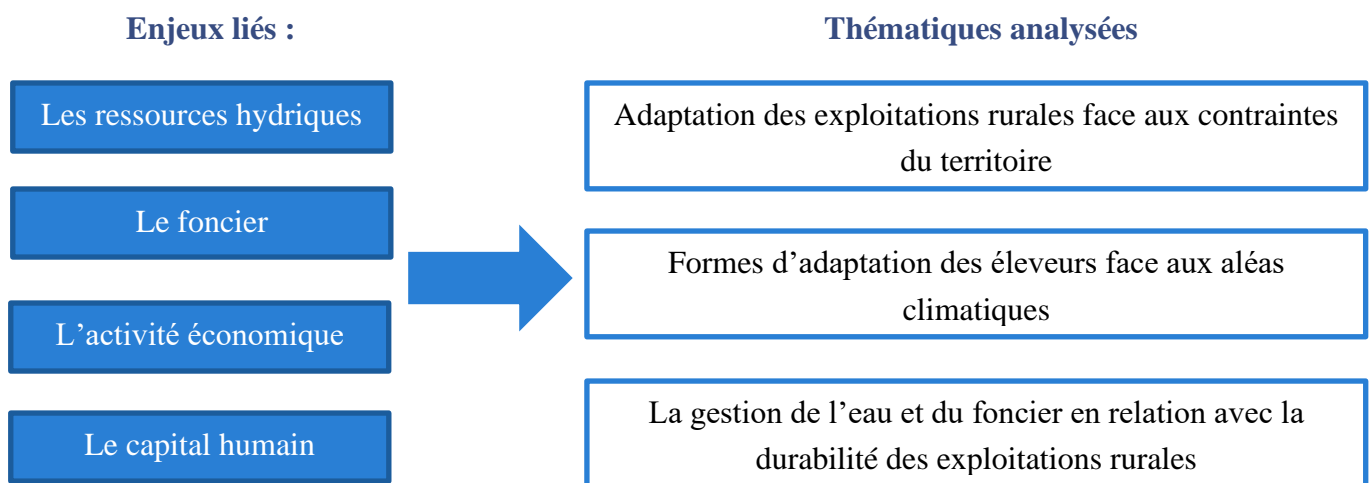 Enjeux liés :
Les ressources hydriques
Le foncier
L’activité économique
Le capital humain
Thématiques analysées
Adaptation des exploitations rurales face aux contraintes
du territoire
Formes d’adaptation des éleveurs face aux aléas
climatiques
La gestion de l’eau et du foncier en relation avec la
durabilité des exploitations rurales